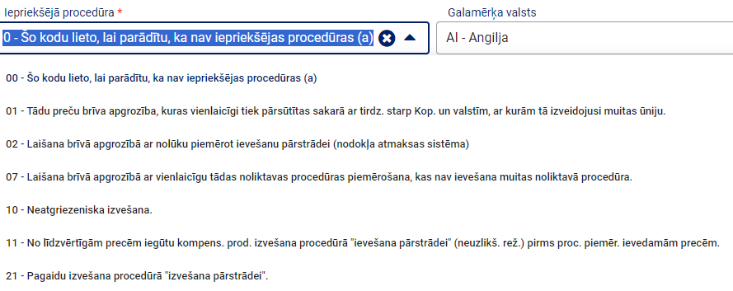 Iepriekšējā procedūra *
Galamērķa valsts
0 - Šo kodu lieto, lai parādītu, ka nav iepriekšējas procedūras (a)
AI - Angilja
00 - Šo kodu lieto, lai parādītu, ka nav iepriekšējas procedūras (a)
01 - Tādu preču brīva apgrozība, kuras vienlaicīgi tiek pārsūtītas sakarā ar tirdz. starp Kop. un valstīm, ar kurām tā izveidojusi muitas ūniju.
02 - Laišana brīvā apgrozībā ar nolūku piemērot ievešanu pārstrādei (nodokļa atmaksas sistēma)
07 - Laišana brīvā apgrozībā ar vienlaicīgu tādas noliktavas procedūras piemērošana, kas nav ievešana muitas noliktavā procedūra.
10 - Neatgriezeniska izvešana.
11 - No līdzvērtīgām precēm iegūtu kompens. prod. izvešana procedūrā "ievešana pārstrādei" (neuzlikš. rež.) pirms proc. piemēr. ievedamām precēm.
21 - Pagaidu izvešana procedūrā "izvešana pārstrādei".